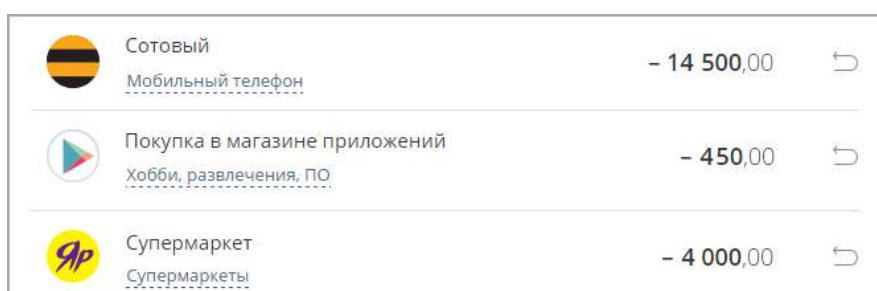 Сотовый
Мобильный телефон
– 14 500,00
Покупка в магазине приложений
Хобби, развлечения, ПО
– 450,00
ЯР
Супермаркет
Супермаркеты
– 4 000,00